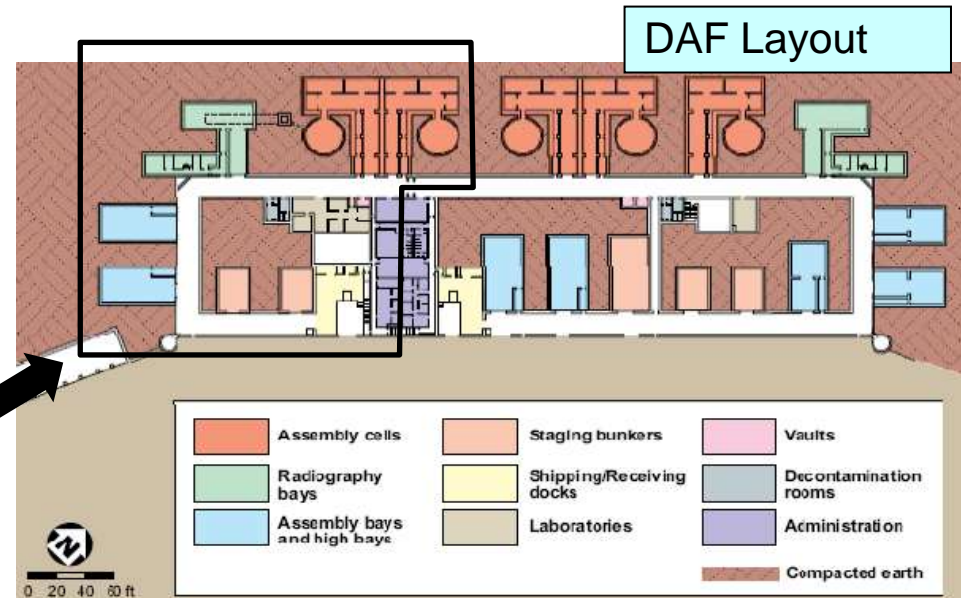 DAF Layout
Assembly cells
Staging bunkers
Vaults
Radiography
bays
Shipping/Receiving
docks
Decontamination
rooms
Assembly bays
and high bays
Laboratories
Administration
Compacted earth
N
0 20 40 60 ft